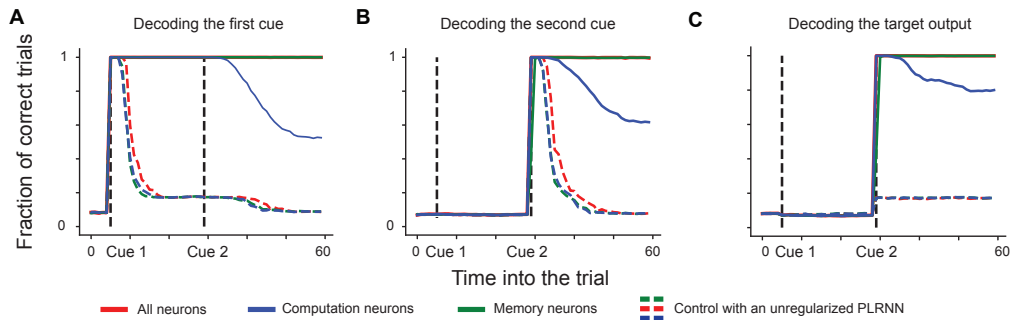 A
Decoding the first cue
B
Decoding the second cue
C
Decoding the target output
Fraction of correct trials
1
0
0 Cue 1 Cue 2 60
1
0
0 Cue 1 Cue 2 60
1
0
0 Cue 1 Cue 2 60
Time into the trial
All neurons
Computation neurons
Memory neurons
Control with an unregularized PLRNN